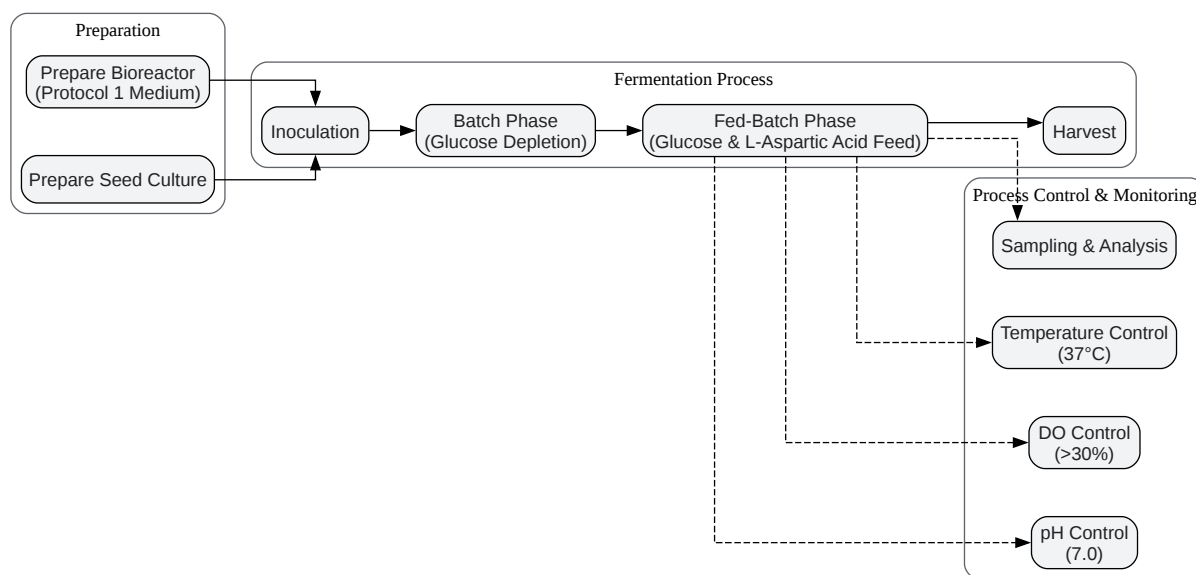 Preparation
Prepare Bioreactor
(Protocol 1 Medium)
Prepare Seed Culture
Fermentation Process
Inoculation
Batch Phase
(Glucose Depletion)
Fed-Batch Phase
(Glucose & L-Aspartic Acid Feed)
Harvest
Process Control & Monitoring
Sampling & Analysis
Temperature Control
(37°C)
DO Control
(>30%)
pH Control
(7.0)